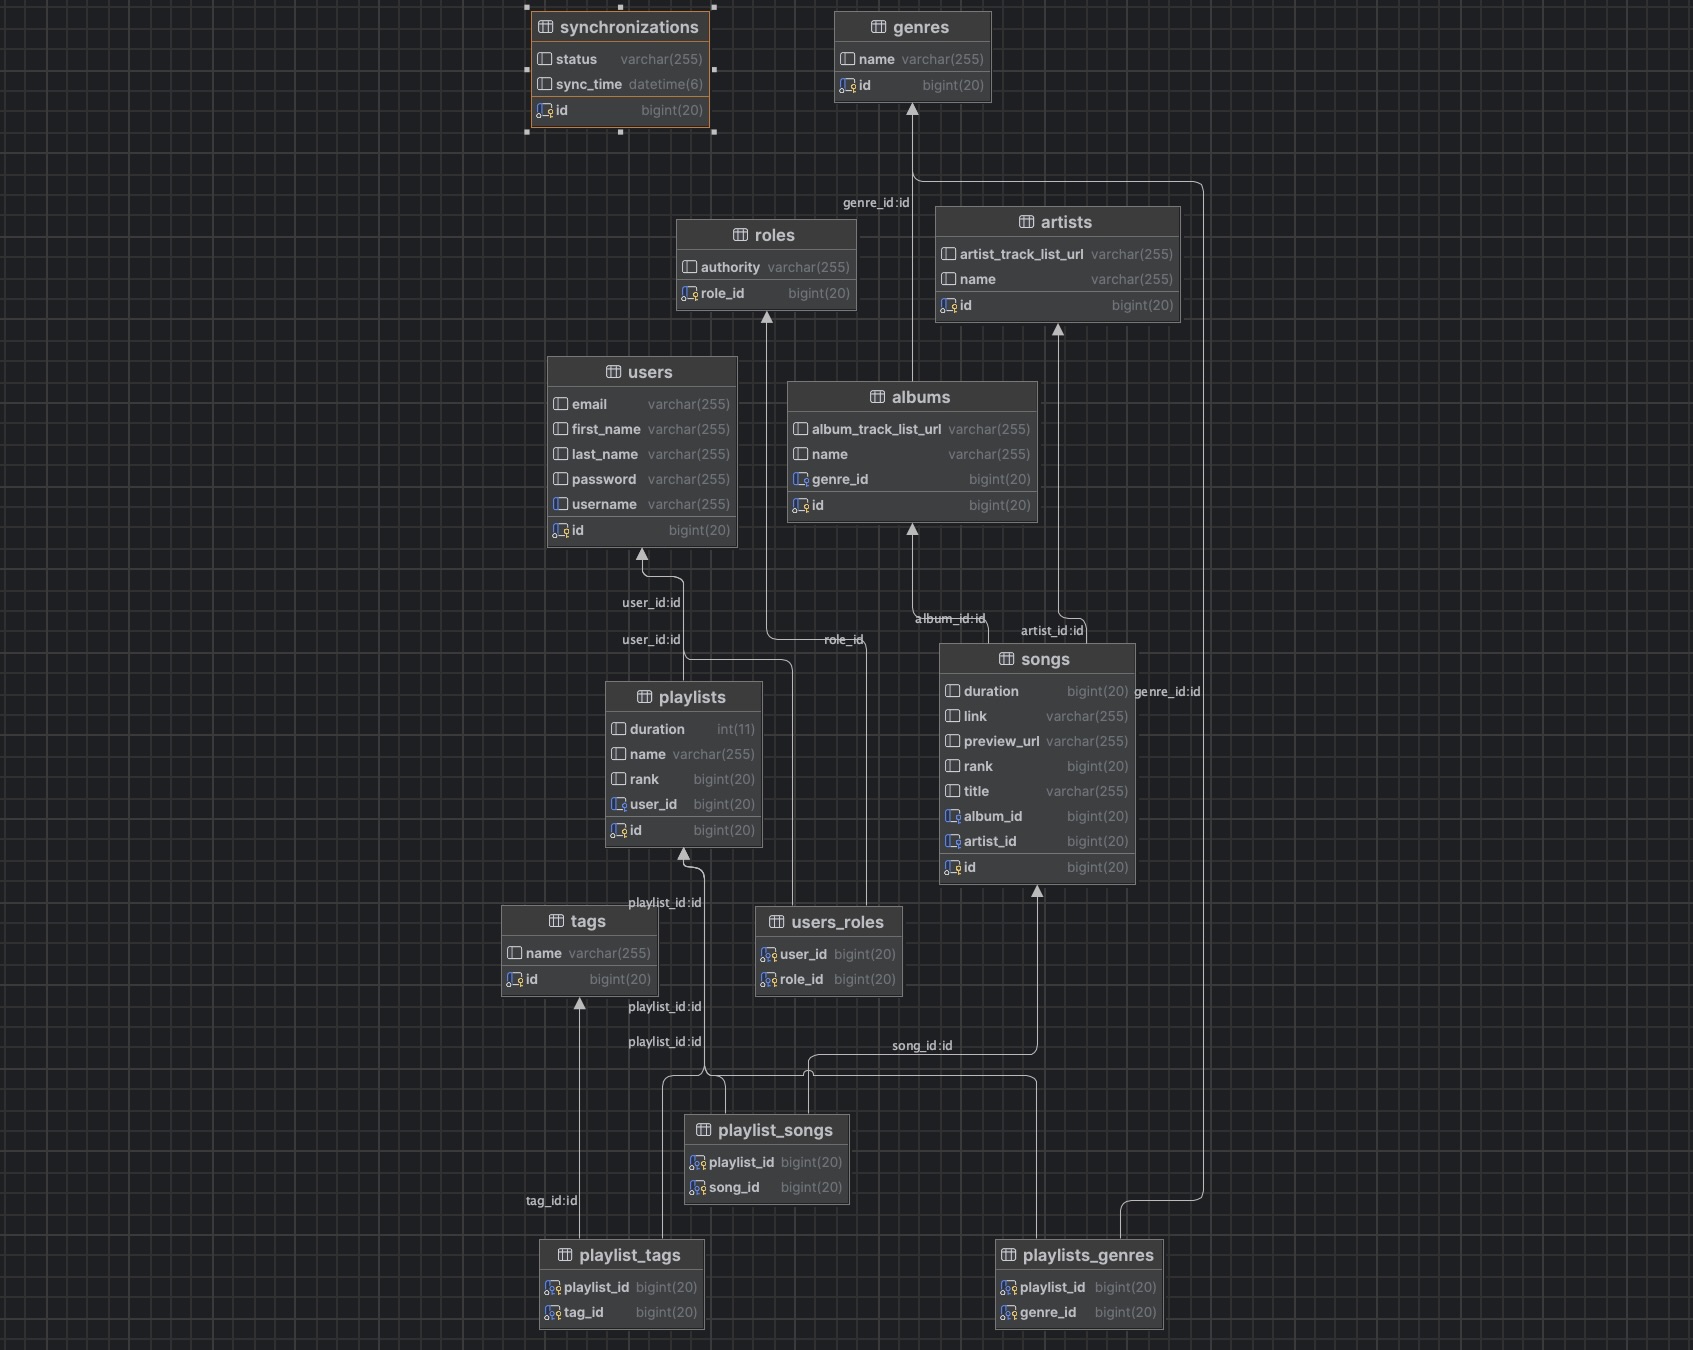 synchronizations
status varchar(255)
sync_time datetime(6)
id bigint(20)
genres
name varchar(255)
id bigint(20)
genre_id:id
roles
authority varchar(255)
role_id bigint(20)
artists
artist_track_list_url varchar(255)
name varchar(255)
id bigint(20)
users
email varchar(255)
first_name varchar(255)
last_name varchar(255)
password varchar(255)
username varchar(255)
id bigint(20)
albums
album_track_list_url varchar(255)
name varchar(255)
genre_id bigint(20)
id bigint(20)
user_id:id
user_id:id
role_id
album_id:id
artist_id:id
playlists
duration int(11)
name varchar(255)
rank bigint(20)
user_id bigint(20)
id bigint(20)
songs
duration bigint(20)
link varchar(255)
preview_url varchar(255)
rank bigint(20)
title varchar(255)
album_id bigint(20)
artist_id bigint(20)
id bigint(20)
genre_id:id
playlist_id:id
tags
name varchar(255)
id bigint(20)
users_roles
user_id bigint(20)
role_id bigint(20)
playlist_id:id
playlist_id:id
song_id:id
playlist_songs
playlist_id bigint(20)
song_id bigint(20)
tag_id:id
playlist_tags
playlist_id bigint(20)
tag_id bigint(20)
playlists_genres
playlist_id bigint(20)
genre_id bigint(20)